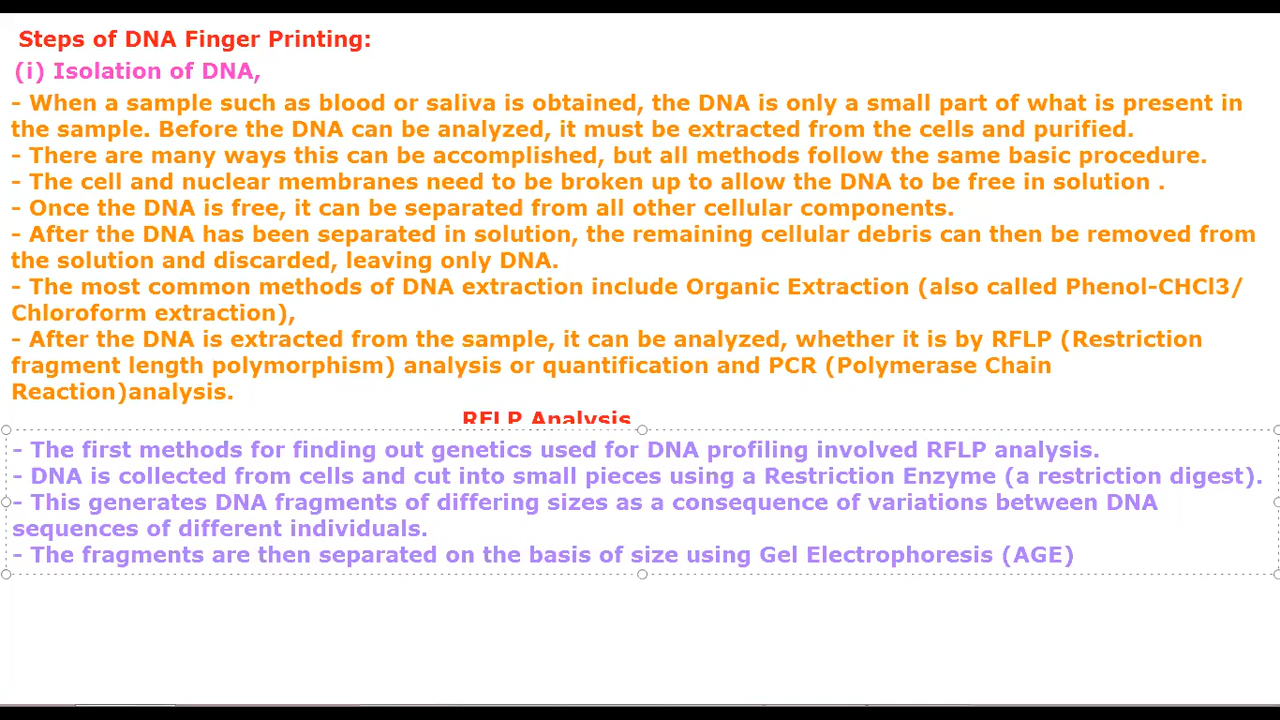 Steps of DNA Finger Printing:
(i) Isolation of DNA,
- When a sample such as blood or saliva is obtained, the DNA is only a small part of what is present in
the sample. Before the DNA can be analyzed, it must be extracted from the cells and purified.
- There are many ways this can be accomplished, but all methods follow the same basic procedure.
- The cell and nuclear membranes need to be broken up to allow the DNA to be free in solution .
- Once the DNA is free, it can be separated from all other cellular components.
- After the DNA has been separated in solution, the remaining cellular debris can then be removed from
the solution and discarded, leaving only DNA.
- The most common methods of DNA extraction include Organic Extraction (also called Phenol-CHCl3/
Chloroform extraction),
- After the DNA is extracted from the sample, it can be analyzed, whether it is by RFLP (Restriction
fragment length polymorphism) analysis or quantification and PCR (Polymerase Chain
Reaction)analysis.
RFLP Analysis
- The first methods for finding out genetics used for DNA profiling involved RFLP analysis.
- DNA is collected from cells and cut into small pieces using a Restriction Enzyme (a restriction digest).
- This generates DNA fragments of differing sizes as a consequence of variations between DNA
sequences of different individuals.
- The fragments are then separated on the basis of size using Gel Electrophoresis (AGE)